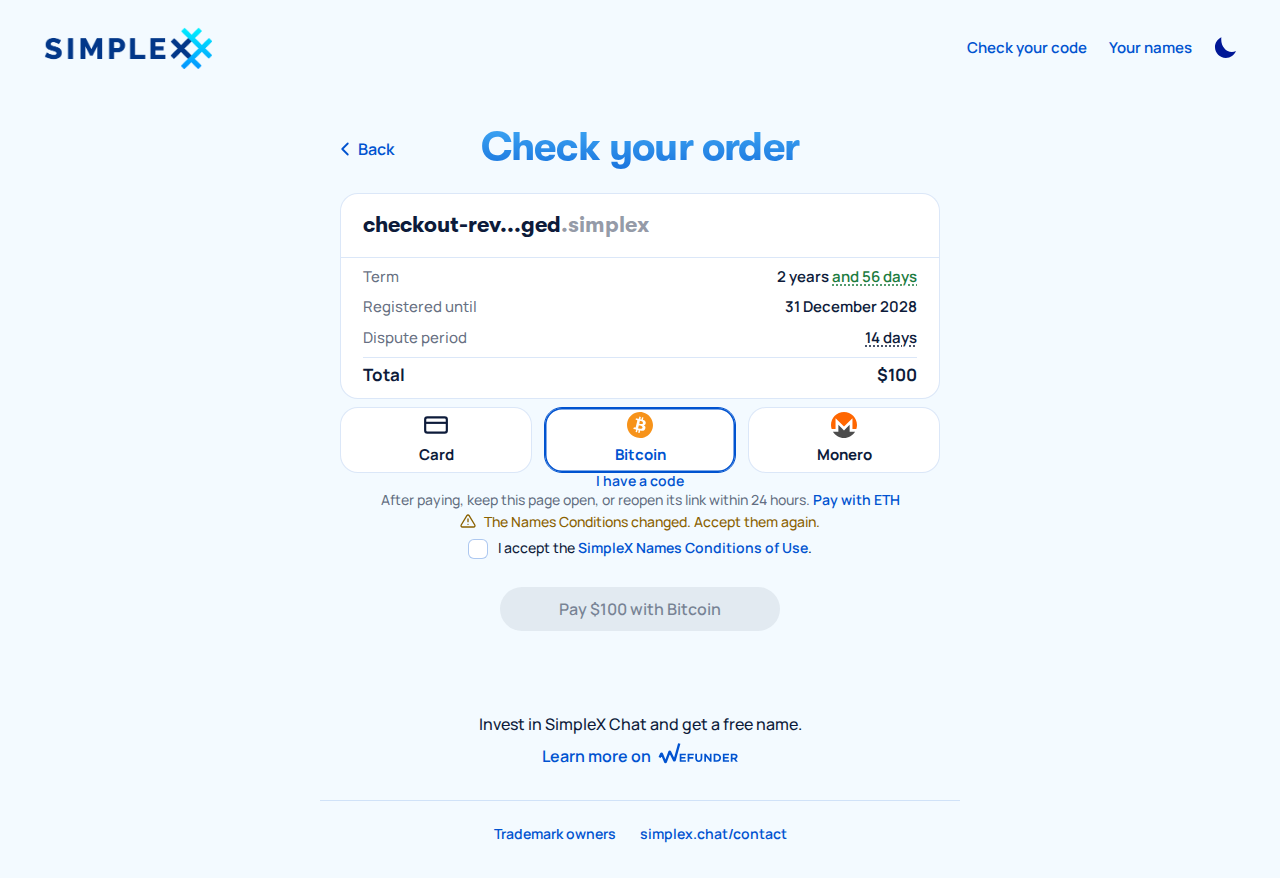 SIMPLEX
Check your code
Your names
Back
Check your order
checkout-rev...ged.simplex
Term
2 years and 56 days
Registered until
31 December 2028
Dispute period
14 days
Total
$100
Card
Bitcoin
Monero
I have a code
After paying, keep this page open, or reopen its link within 24 hours. Pay with ETH
The Names Conditions changed. Accept them again.
I accept the SimpleX Names Conditions of Use.
Pay $100 with Bitcoin
Invest in SimpleX Chat and get a free name.
Learn more on WEFUNDER
Trademark owners
simplex.chat/contact